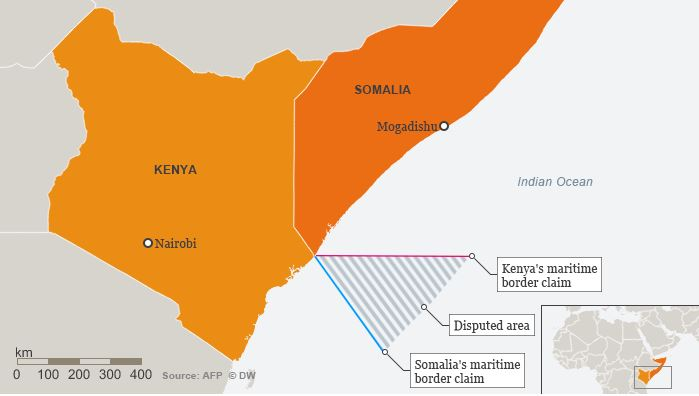 SOMALIA
Mogadishu
KENYA
Indian Ocean
Nairobi
Kenya's maritime
border claim
Disputed area
Somalia's maritime
border claim
km
0 100 200 300 400
Source: AFP © DW